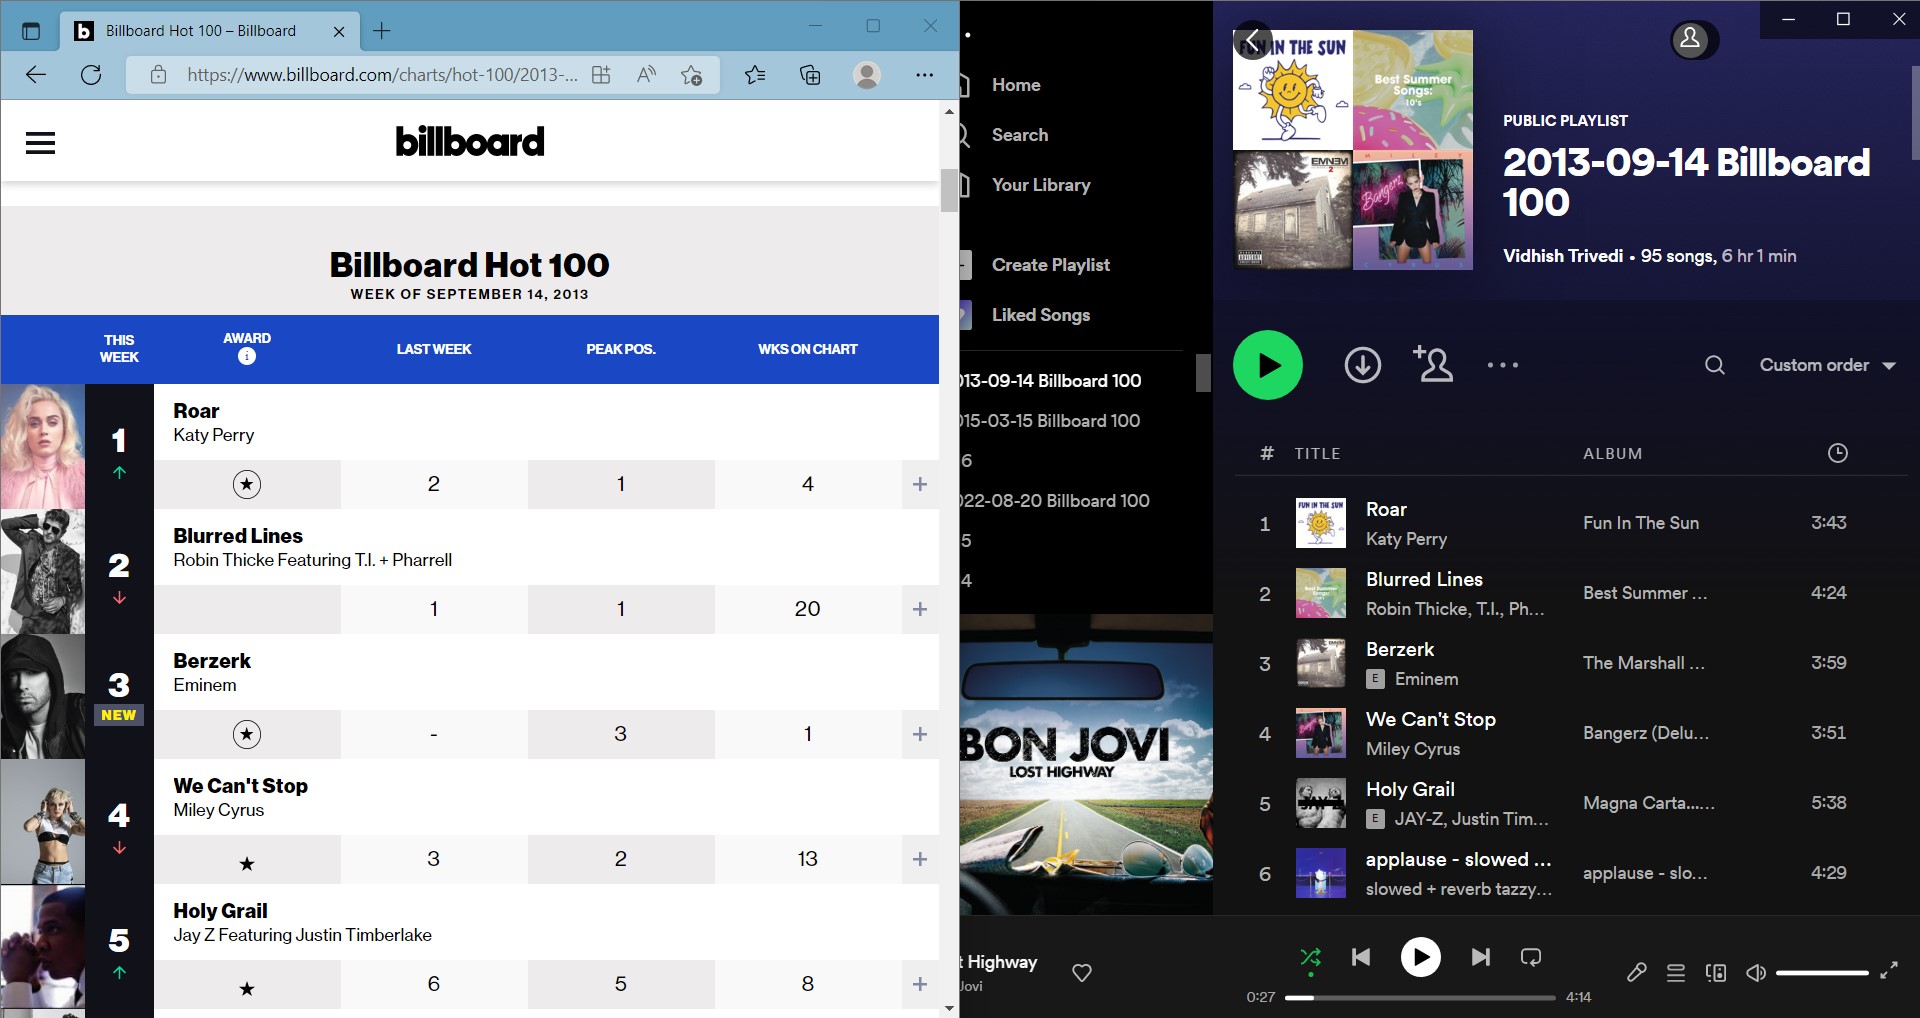 Billboard Hot 100 – Billboard
https://www.billboard.com/charts/hot-100/2013-...
billboard
Billboard Hot 100
WEEK OF SEPTEMBER 14, 2013
THIS WEEK
AWARD
LAST WEEK
PEAK POS.
WKS ON CHART
1
Roar
Katy Perry
2
1
4
2
Blurred Lines
Robin Thicke Featuring T.I. + Pharrell
1
1
20
3
NEW
Berzerk
Eminem
-
3
1
4
We Can't Stop
Miley Cyrus
3
2
13
5
Holy Grail
Jay Z Featuring Justin Timberlake
6
5
8
Home
Search
Your Library
Create Playlist
Liked Songs
013-09-14 Billboard 100
015-03-15 Billboard 100
6
022-08-20 Billboard 100
5
4
BON JOVI
LOST HIGHWAY
FUN IN THE SUN
Best Summer
Songs:
10's
EMINEM
2
MILEY
Bangerz
CYRUS
PUBLIC PLAYLIST
2013-09-14 Billboard
100
Vidhish Trivedi • 95 songs, 6 hr 1 min
Custom order
# TITLE ALBUM
1
FUN IN THE SUN
Roar
Katy Perry
Fun In The Sun
3:43
2
Blurred Lines
Robin Thicke, T.I., Ph...
Best Summer ...
4:24
3
Berzerk
E Eminem
The Marshall ...
3:59
4
We Can't Stop
Miley Cyrus
Bangerz (Delu...
3:51
5
Holy Grail
E JAY-Z, Justin Tim...
Magna Carta......
5:38
6
applause - slowed ...
slowed + reverb tazzy...
applause - slo...
4:29
t Highway
Jovi
0:27
4:14